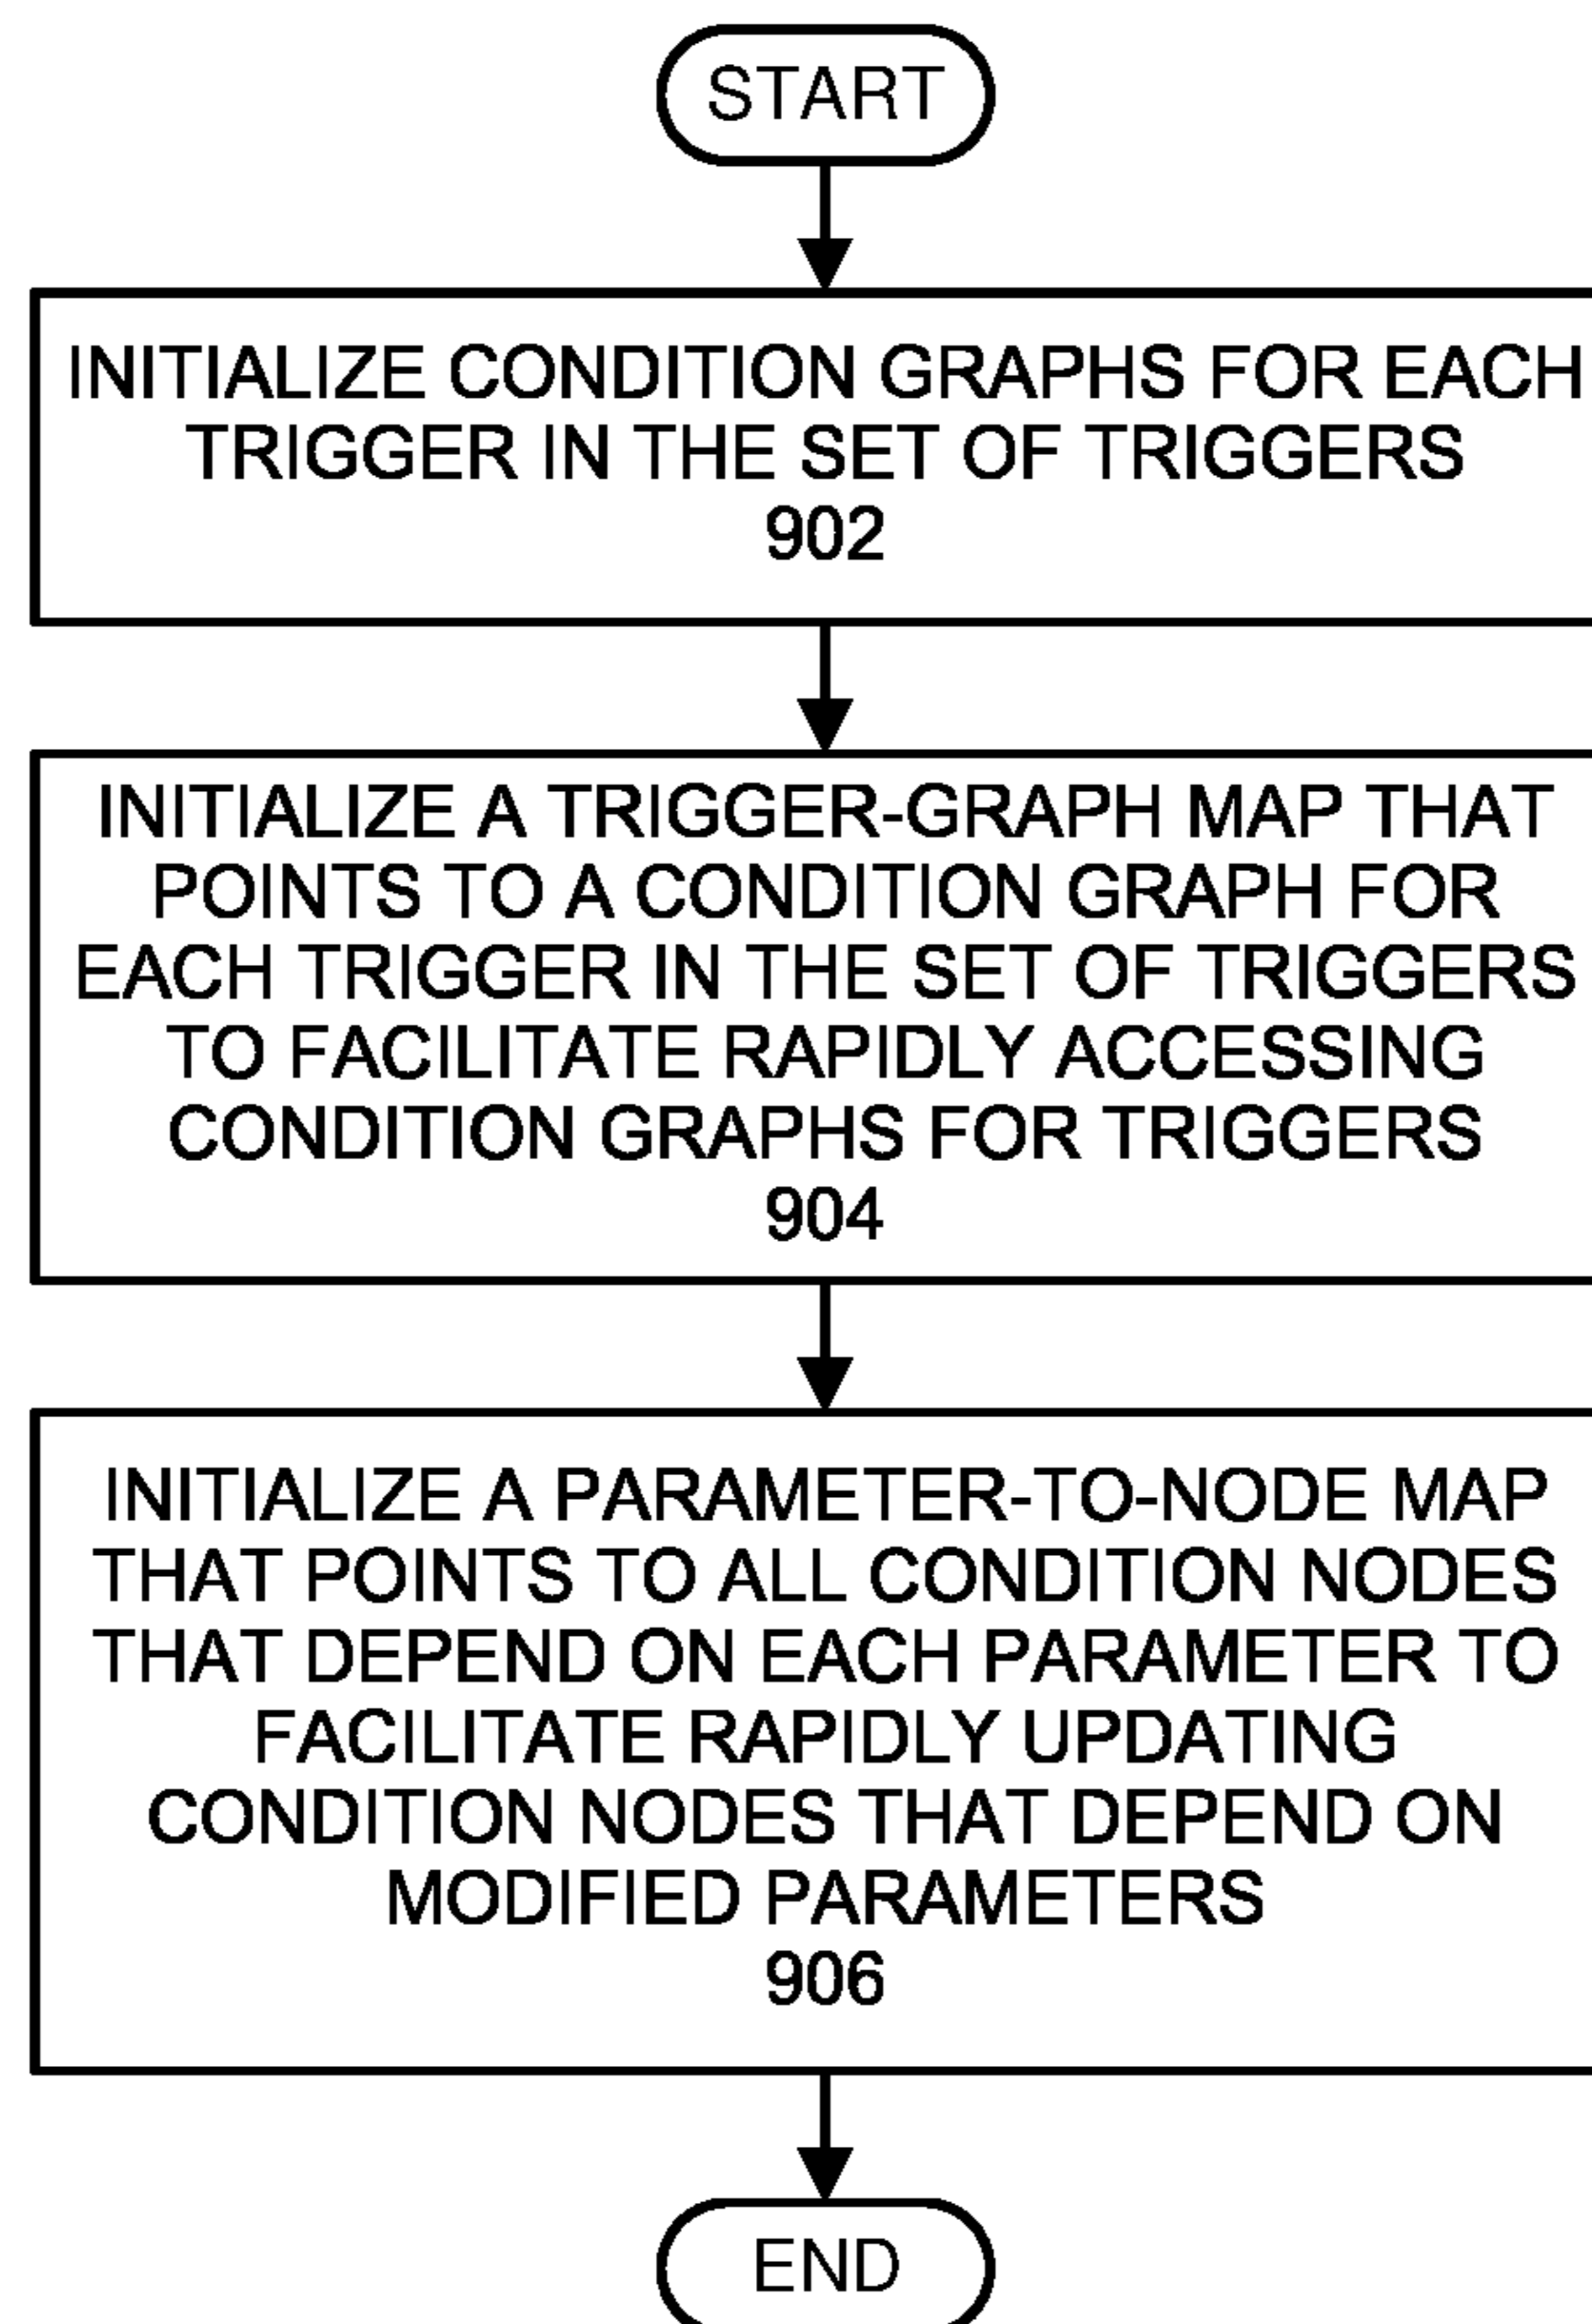 START
INITIALIZE CONDITION GRAPHS FOR EACH
TRIGGER IN THE SET OF TRIGGERS
902
INITIALIZE A TRIGGER-GRAPH MAP THAT
POINTS TO A CONDITION GRAPH FOR
EACH TRIGGER IN THE SET OF TRIGGERS
TO FACILITATE RAPIDLY ACCESSING
CONDITION GRAPHS FOR TRIGGERS
904
INITIALIZE A PARAMETER-TO-NODE MAP
THAT POINTS TO ALL CONDITION NODES
THAT DEPEND ON EACH PARAMETER TO
FACILITATE RAPIDLY UPDATING
CONDITION NODES THAT DEPEND ON
MODIFIED PARAMETERS
906
END